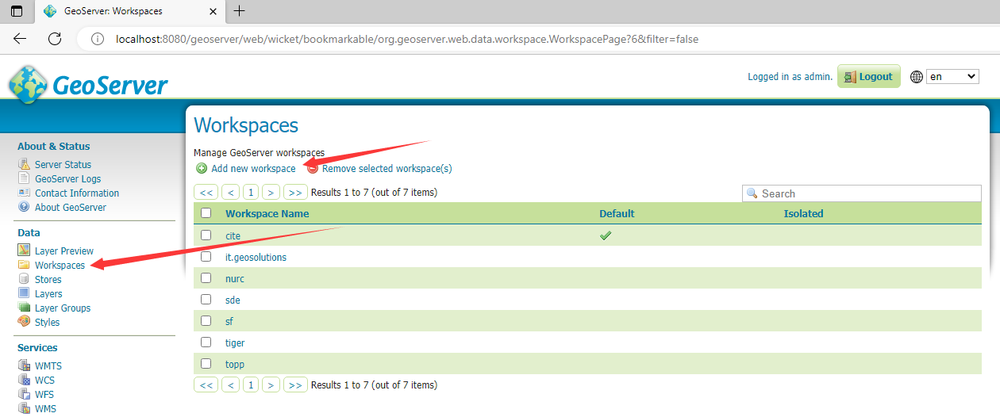 GeoServer: Workspaces
localhost:8080/geoserver/web/wicket/bookmarkable/org.geoserver.web.data.workspace.WorkspacePage?6&filter=false
GeoServer
Logged in as admin. Logout en
About & Status
Server Status
GeoServer Logs
Contact Information
About GeoServer
Data
Layer Preview
Workspaces
Stores
Layers
Layer Groups
Styles
Services
WMTS
WCS
WFS
WMS
Workspaces
Manage GeoServer workspaces
Add new workspace Remove selected workspace(s)
<< < 1 > >> Results 1 to 7 (out of 7 items) Search
Workspace Name Default Isolated
cite
it.geosolutions
nurc
sde
sf
tiger
topp
<< < 1 > >> Results 1 to 7 (out of 7 items)